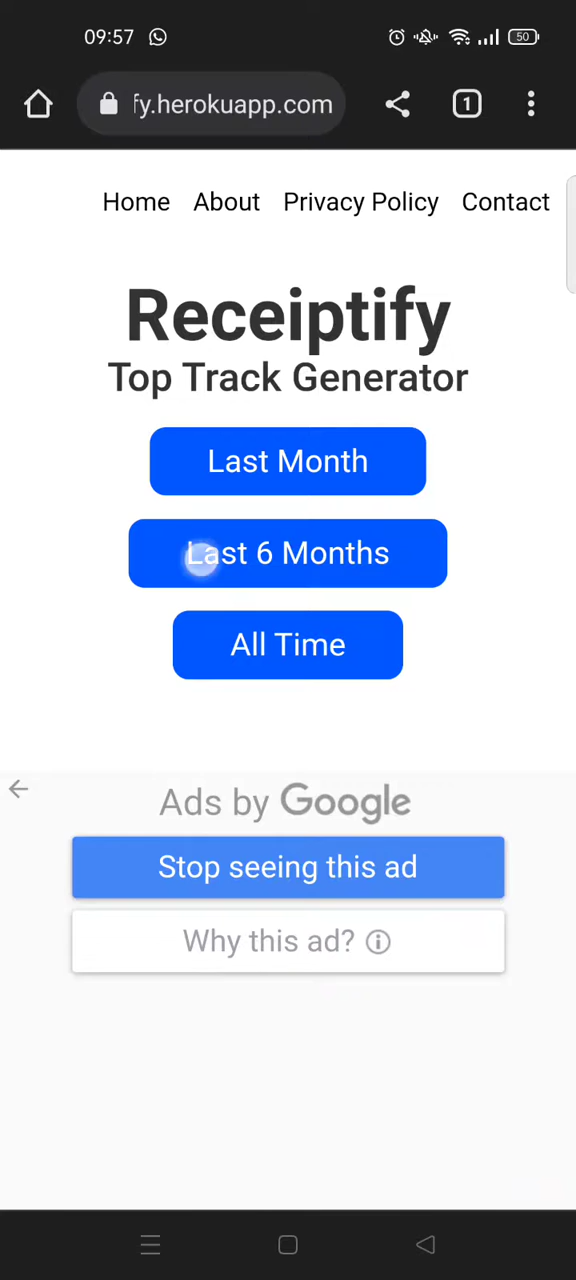 09:57
50
fy.herokuapp.com
1
Home About Privacy Policy Contact
Receiptify
Top Track Generator
Last Month
Last 6 Months
All Time
Ads by Google
Stop seeing this ad
Why this ad?